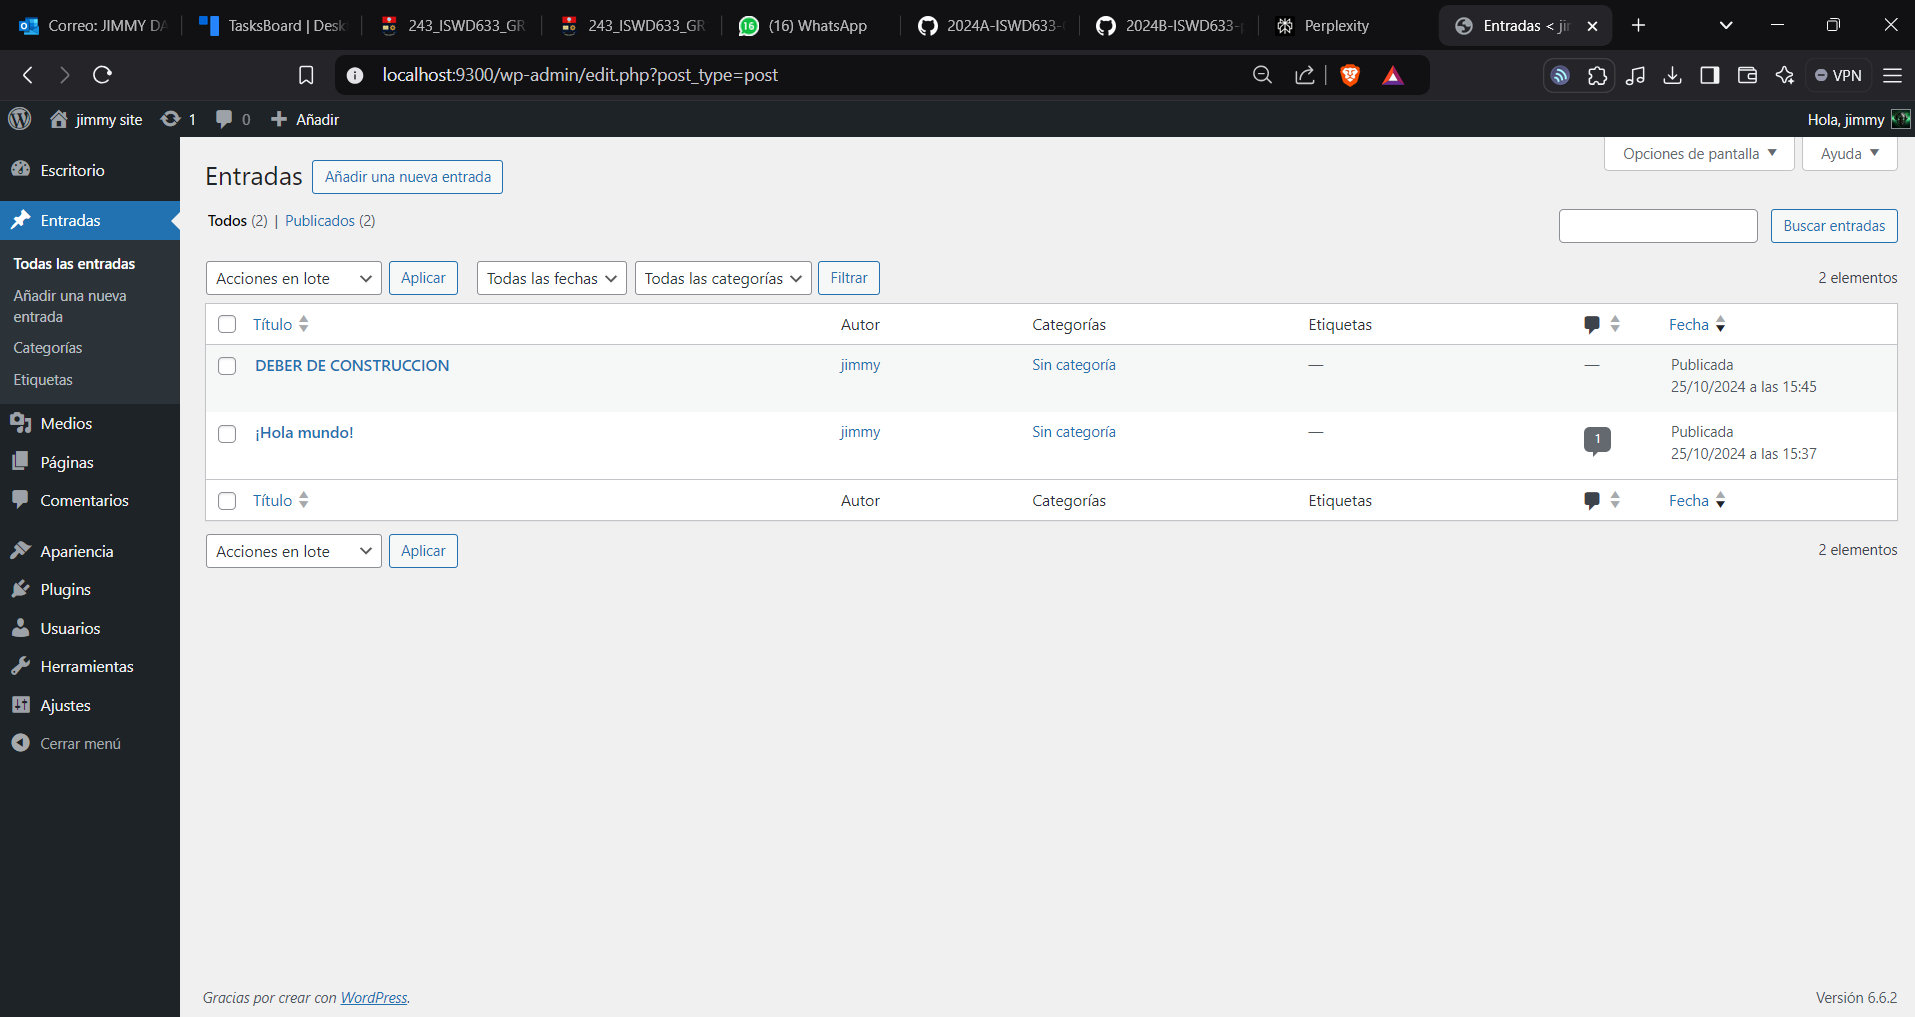 Correo: JIMMY DA
TasksBoard | Desk
243_ISWD633_GR
243_ISWD633_GR
16 (16) WhatsApp
2024A-ISWD633-
2024B-ISWD633-
Perplexity
Entradas < jir
localhost:9300/wp-admin/edit.php?post_type=post
VPN
jimmy site
1
0
Añadir
Hola, jimmy
Escritorio
Entradas
Todas las entradas
Añadir una nueva
entrada
Categorías
Etiquetas
Medios
Páginas
Comentarios
Apariencia
Plugins
Usuarios
Herramientas
Ajustes
Cerrar menú
Opciones de pantalla
Ayuda
Entradas
Añadir una nueva entrada
Todos (2) | Publicados (2)
Buscar entradas
Acciones en lote
Aplicar
Todas las fechas
Todas las categorías
Filtrar
2 elementos
Título
Autor
Categorías
Etiquetas
Fecha
DEBER DE CONSTRUCCION
jimmy
Sin categoría
—
—
Publicada
25/10/2024 a las 15:45
¡Hola mundo!
jimmy
Sin categoría
—
1
Publicada
25/10/2024 a las 15:37
Título
Autor
Categorías
Etiquetas
Fecha
Acciones en lote
Aplicar
2 elementos
Gracias por crear con WordPress.
Versión 6.6.2